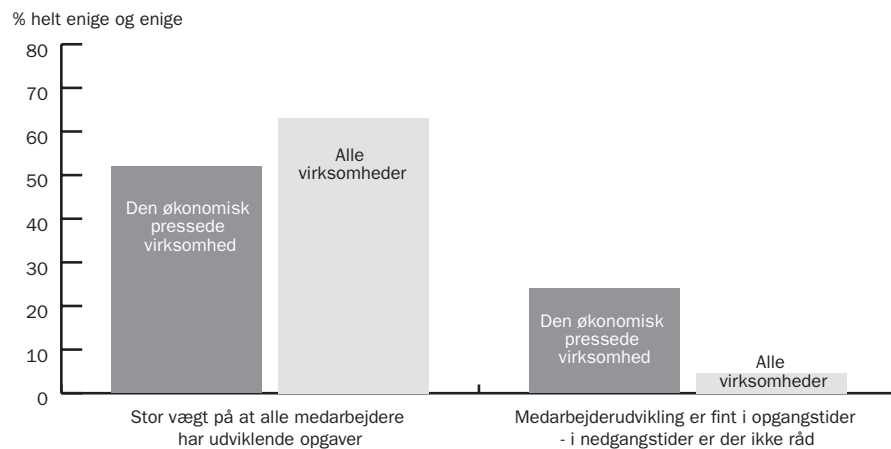 % helt enige og enige
80
70
60
50
40
30
20
10
0
Den økonomisk
pressede
virksomhed
Alle
virksomheder
Den økonomisk
pressede
virksomhed
Alle
virksomheder
Stor vægt på at alle medarbejdere
har udviklende opgaver
Medarbejderudvikling er fint i opgangstider
- i nedgangstider er der ikke råd